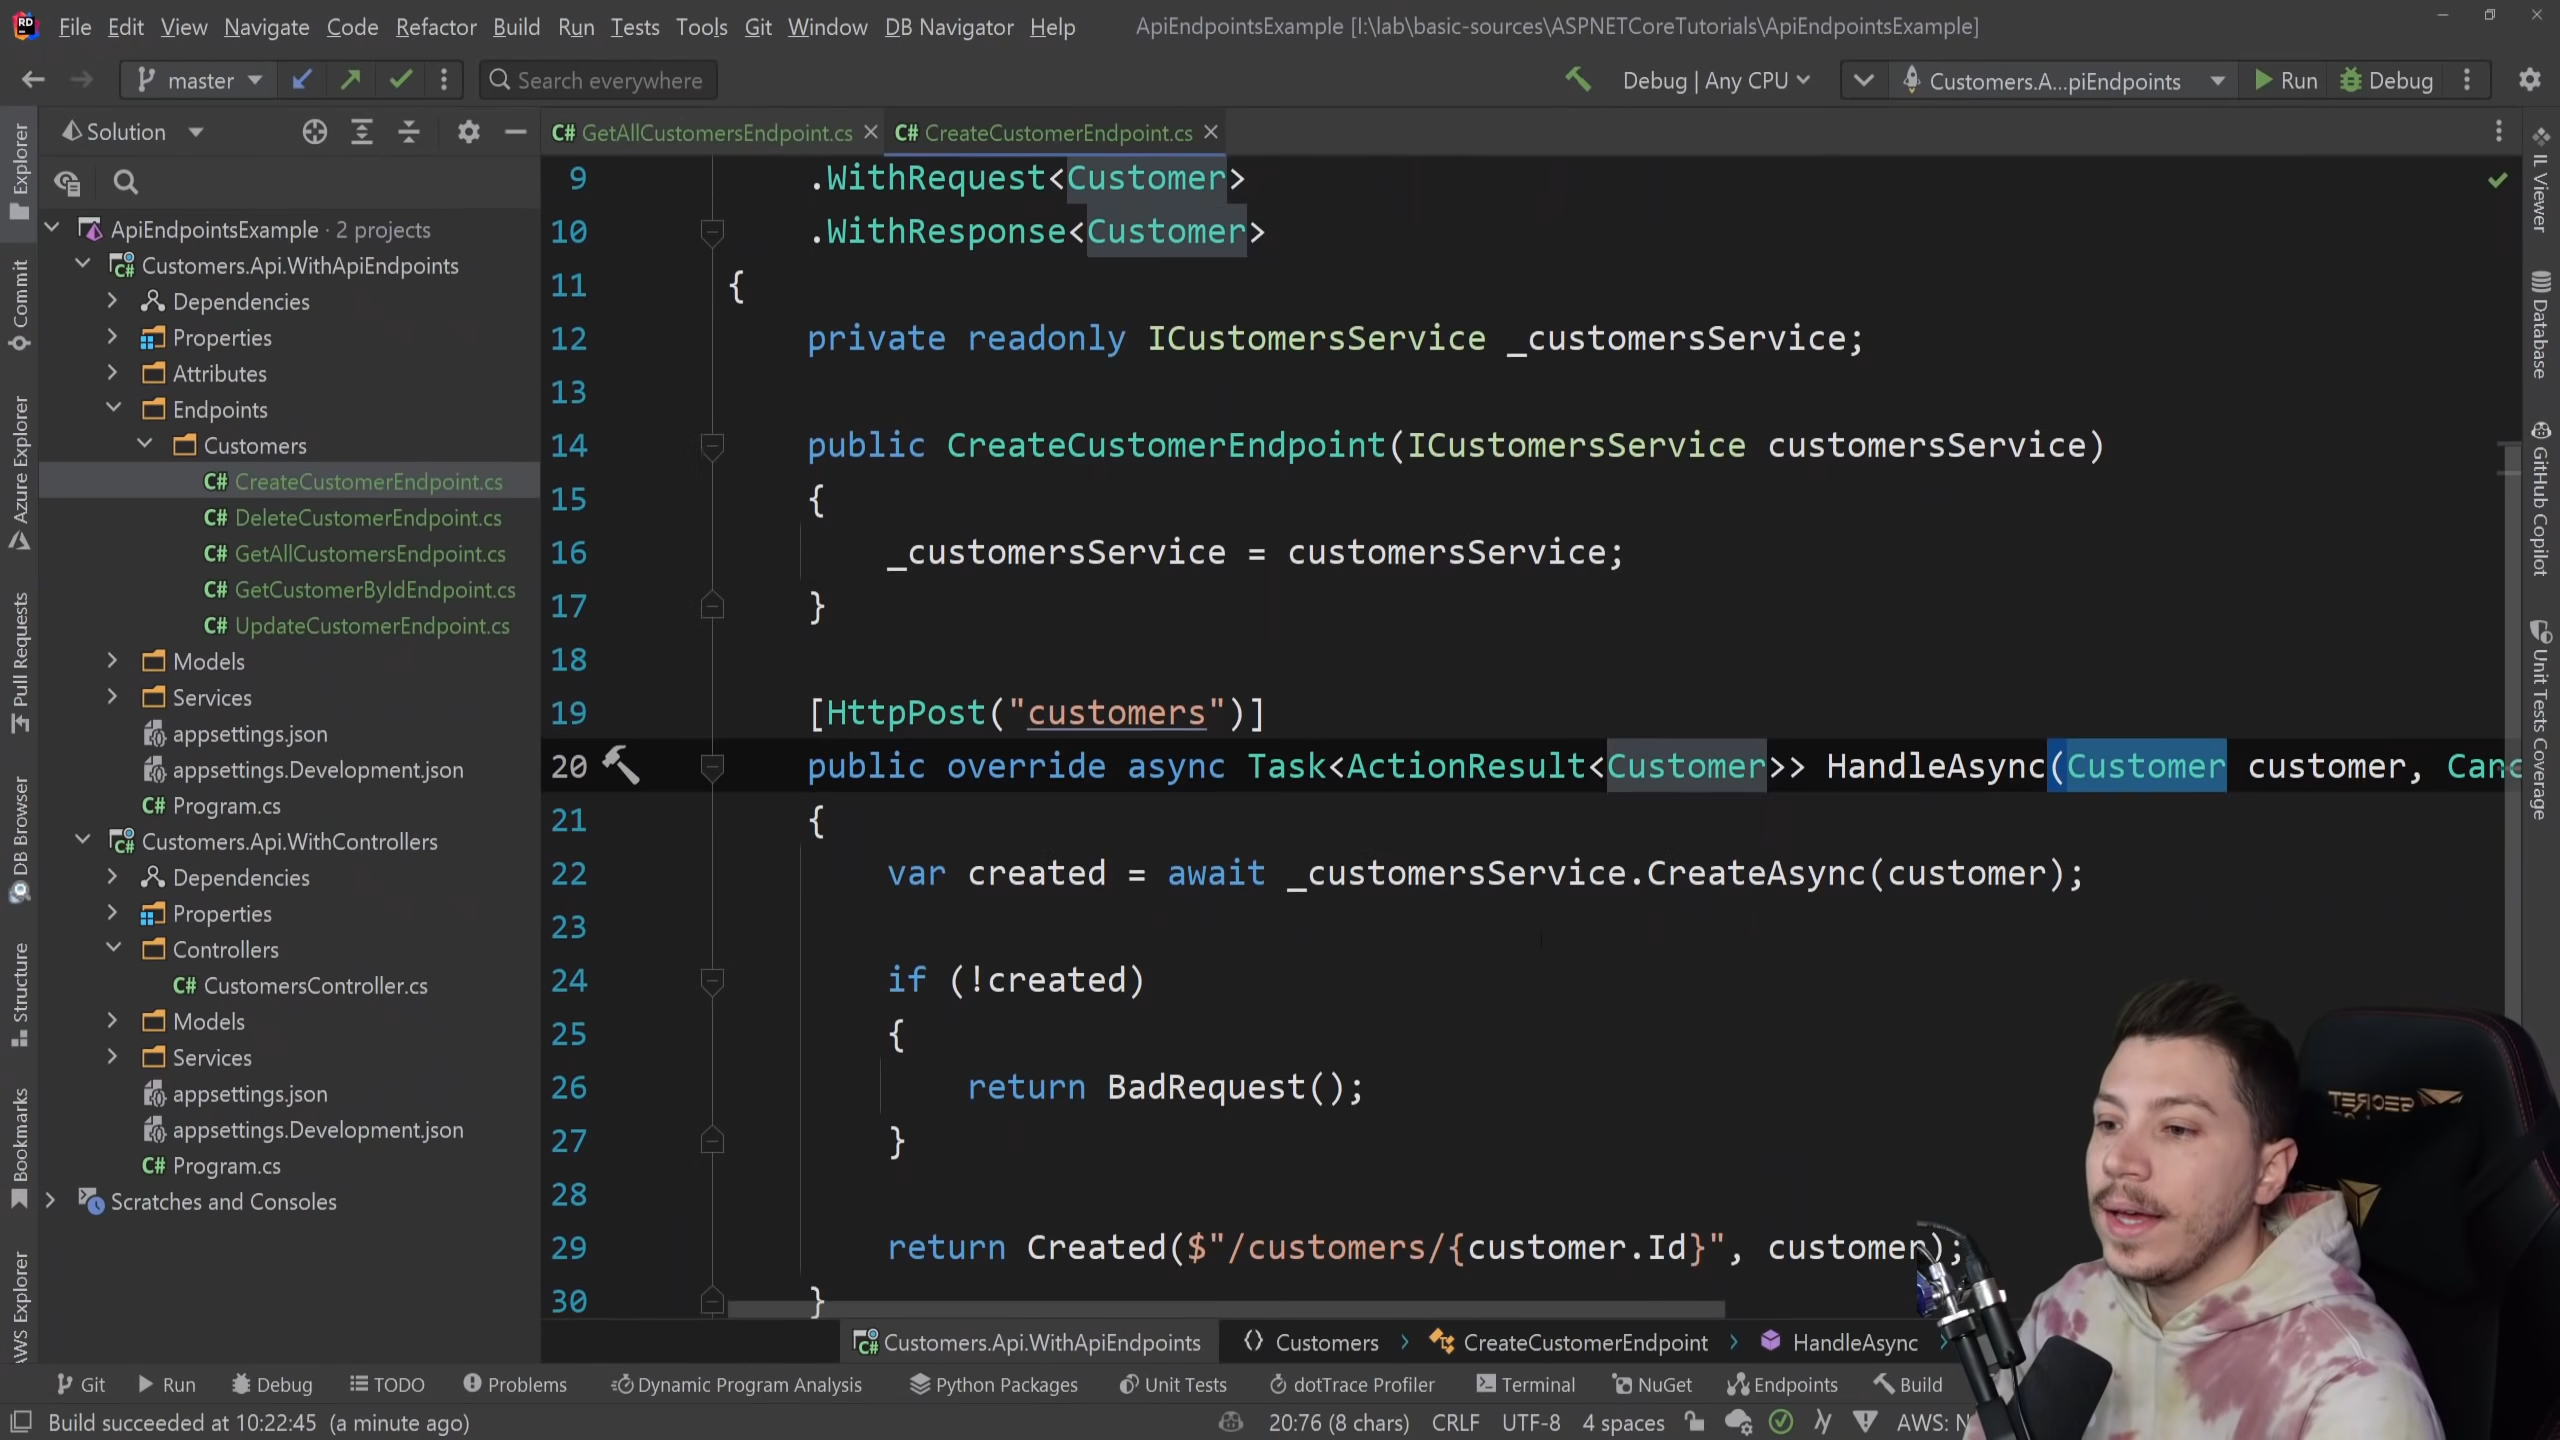 File Edit View Navigate Code Refactor Build Run Tests Tools Git Window DB Navigator Help ApiEndpointsExample [I:\lab\basic-sources\ASPNETCoreTutorials\ApiEndpointsExample]
master Search everywhere Debug | Any CPU Customers.A...piEndpoints Run Debug
Solution
GetAllCustomersEndpoint.cs CreateCustomerEndpoint.cs
ApiEndpointsExample · 2 projects
Customers.Api.WithApiEndpoints
Dependencies
Properties
Attributes
Endpoints
Customers
C# CreateCustomerEndpoint.cs
C# DeleteCustomerEndpoint.cs
C# GetAllCustomersEndpoint.cs
C# GetCustomerByIdEndpoint.cs
C# UpdateCustomerEndpoint.cs
Models
Services
appsettings.json
appsettings.Development.json
C# Program.cs
Customers.Api.WithControllers
Dependencies
Properties
Controllers
C# CustomersController.cs
Models
Services
appsettings.json
appsettings.Development.json
C# Program.cs
Scratches and Consoles
9 .WithRequest<Customer>
10 .WithResponse<Customer>
11 {
12 private readonly ICustomersService _customersService;
13
14 public CreateCustomerEndpoint(ICustomersService customersService)
15 {
16 _customersService = customersService;
17 }
18
19 [HttpPost("customers")]
20 public override async Task<ActionResult<Customer>> HandleAsync(Customer customer, Canc
21 {
22 var created = await _customersService.CreateAsync(customer);
23
24 if (!created)
25 {
26 return BadRequest();
27 }
28
29 return Created($"/customers/{customer.Id}", customer);
30 }
Customers.Api.WithApiEndpoints Customers CreateCustomerEndpoint HandleAsync
Git Run Debug TODO Problems Dynamic Program Analysis Python Packages Unit Tests dotTrace Profiler Terminal NuGet Endpoints Build
Build succeeded at 10:22:45 (a minute ago) 20:76 (8 chars) CRLF UTF-8 4 spaces AWS: N
Explorer
Commit
Azure Explorer
Pull Requests
DB Browser
Structure
Bookmarks
AWS Explorer
IL Viewer
Database
GitHub Copilot
Unit Tests Coverage
SECRET